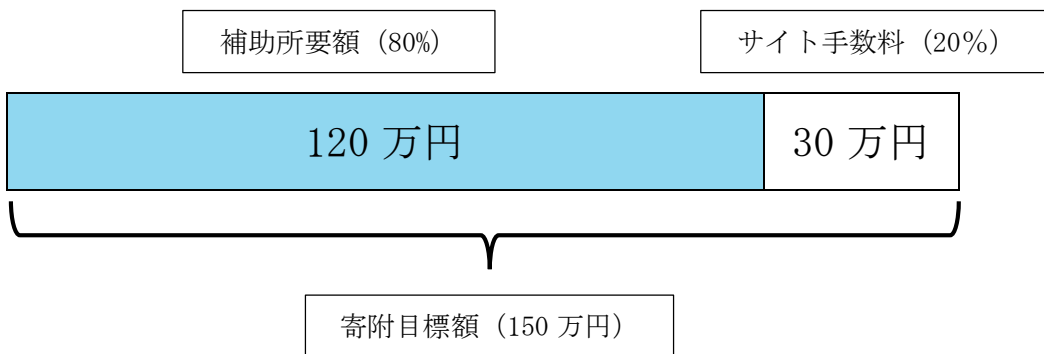 補助所要額（80%）
サイト手数料（20％）
120 万円
30 万円
寄附目標額（150 万円）